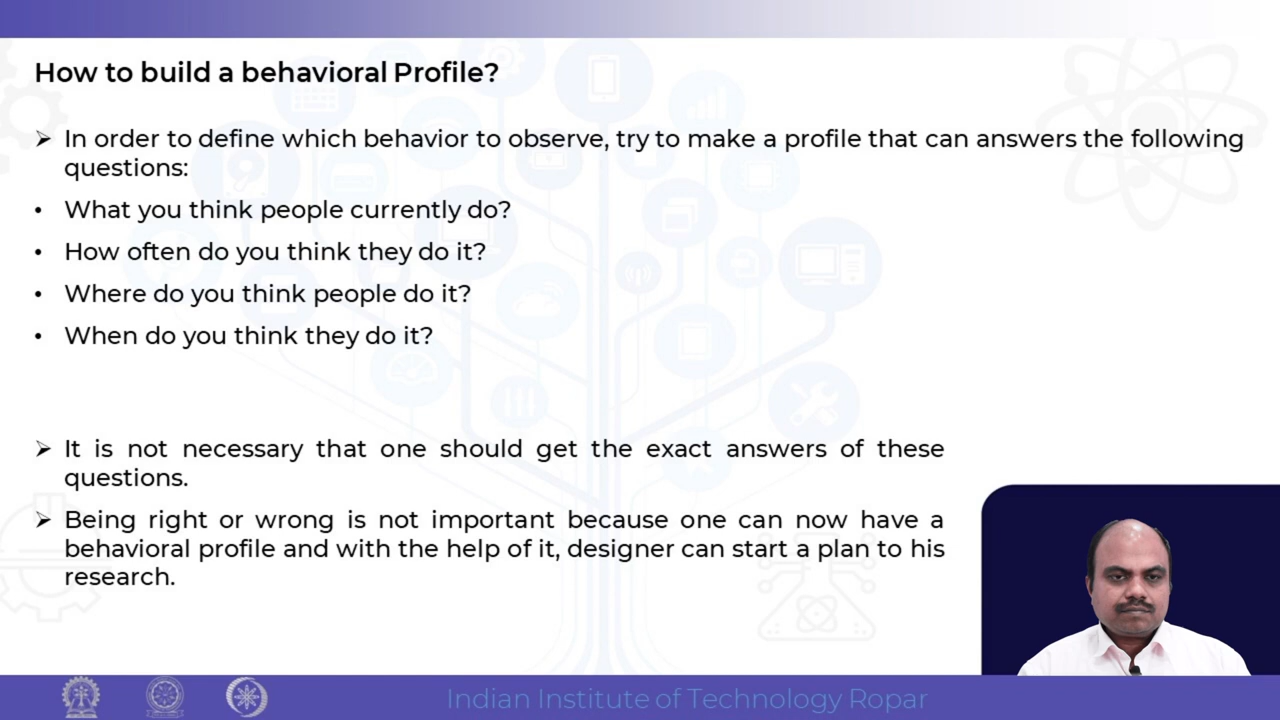 How to build a behavioral Profile?
➢ In order to define which behavior to observe, try to make a profile that can answers the following
questions:
• What you think people currently do?
• How often do you think they do it?
• Where do you think people do it?
• When do you think they do it?
➢ It is not necessary that one should get the exact answers of these
questions.
➢ Being right or wrong is not important because one can now have a
behavioral profile and with the help of it, designer can start a plan to his
research.
Indian Institute of Technology Ropar